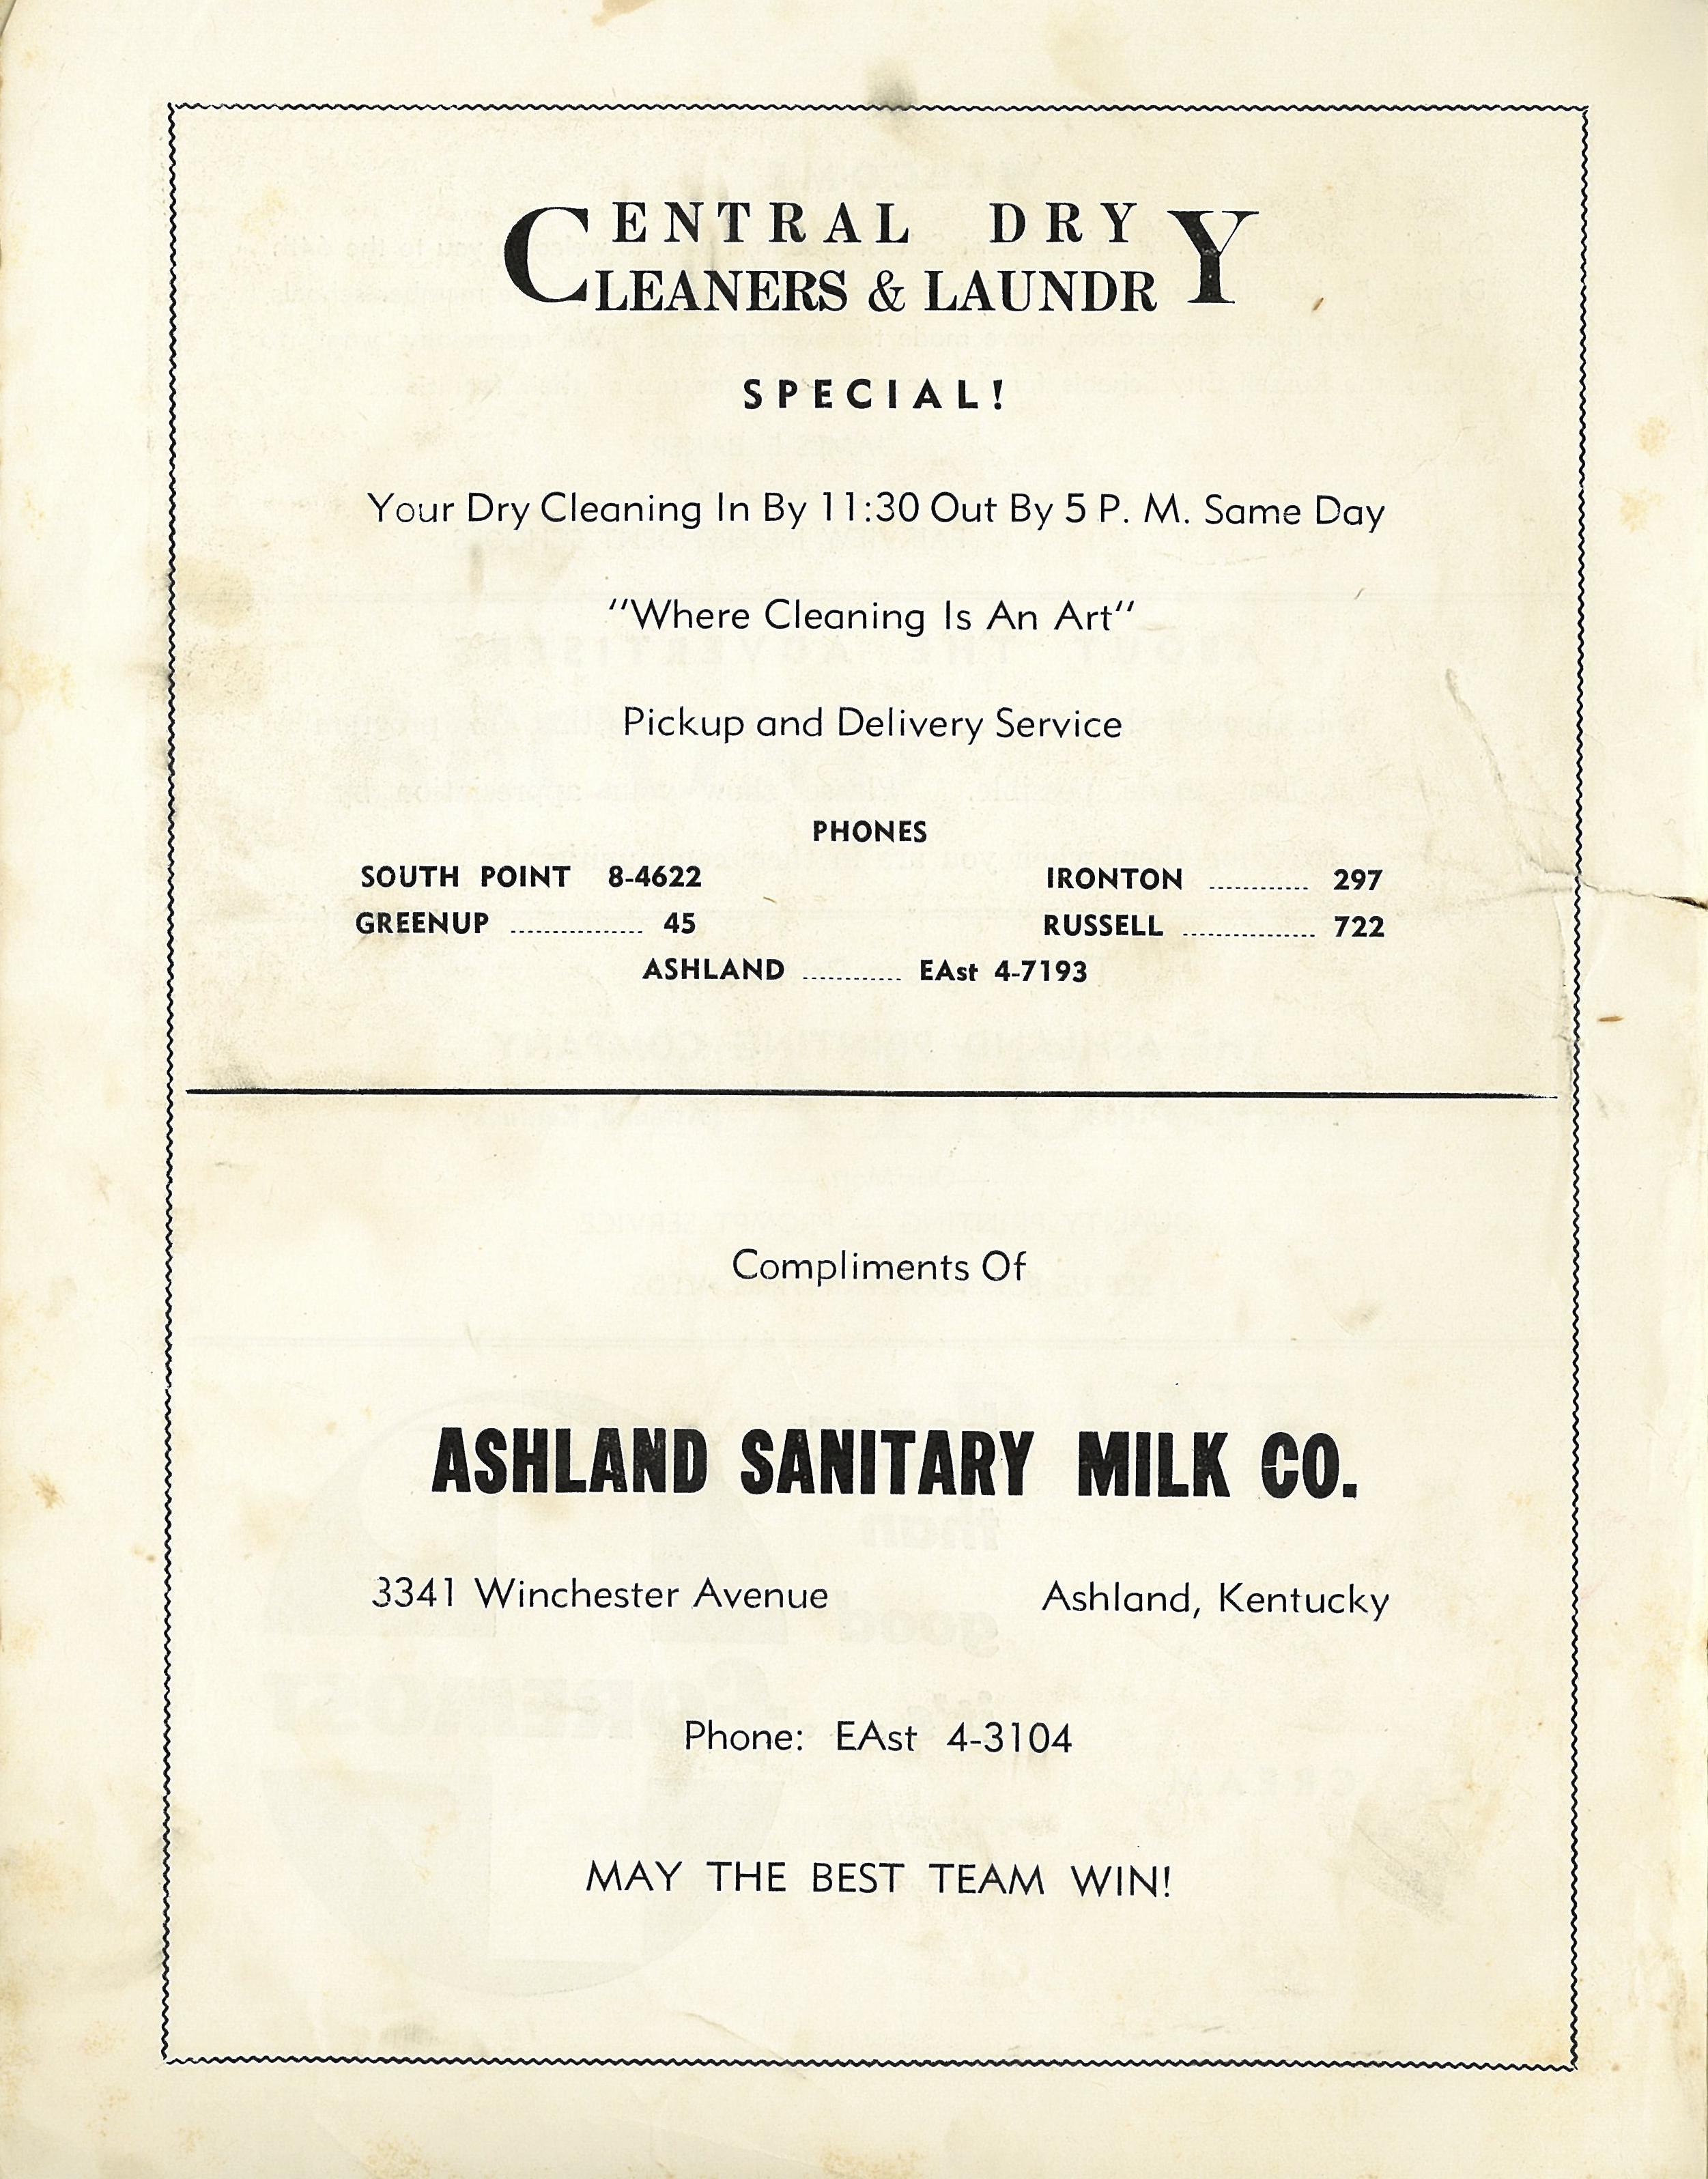 CENTRAL DRY
CLEANERS & LAUNDRY
SPECIAL!
Your Dry Cleaning In By 11:30 Out By 5 P. M. Same Day
"Where Cleaning Is An Art"
Pickup and Delivery Service
PHONES
SOUTH POINT 8-4622 IRONTON ............ 297
GREENUP ................ 45 RUSSELL ................ 722
ASHLAND ............ EAst 4-7193
Compliments Of
ASHLAND SANITARY MILK CO.
3341 Winchester Avenue Ashland, Kentucky
Phone: EAst 4-3104
MAY THE BEST TEAM WIN!